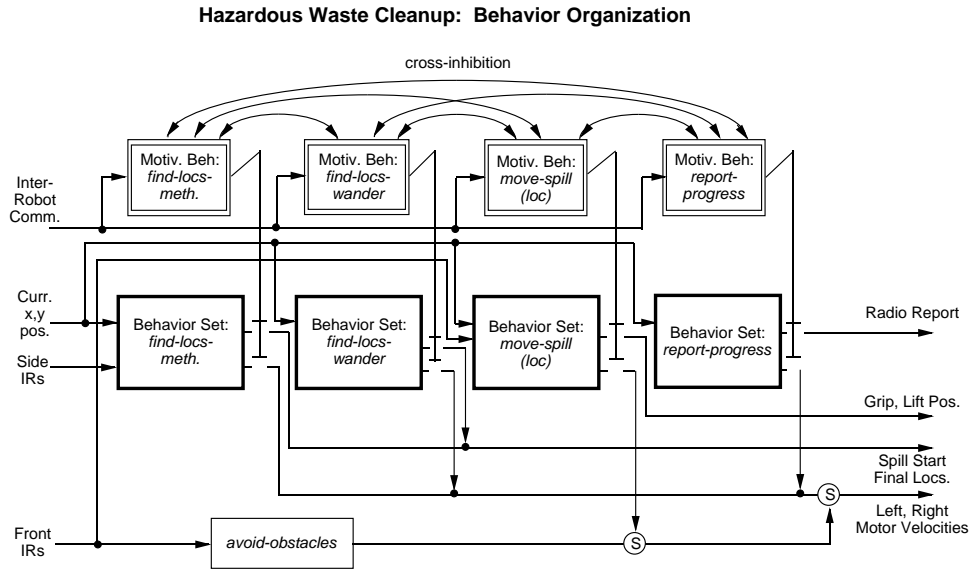 Hazardous Waste Cleanup: Behavior Organization
cross-inhibition
Motiv. Beh:
find-locs-
meth.
Motiv. Beh:
find-locs-
wander
Motiv. Beh:
move-spill
(loc)
Motiv. Beh:
report-
progress
Inter-
Robot
Comm.
Curr.
x,y
pos.
Side
IRs
Behavior Set:
find-locs-
meth.
Behavior Set:
find-locs-
wander
Behavior Set:
move-spill
(loc)
Behavior Set:
report-progress
Radio Report
Grip, Lift Pos.
Spill Start
Final Locs.
S
Left, Right
Motor Velocities
Front
IRs
avoid-obstacles
S